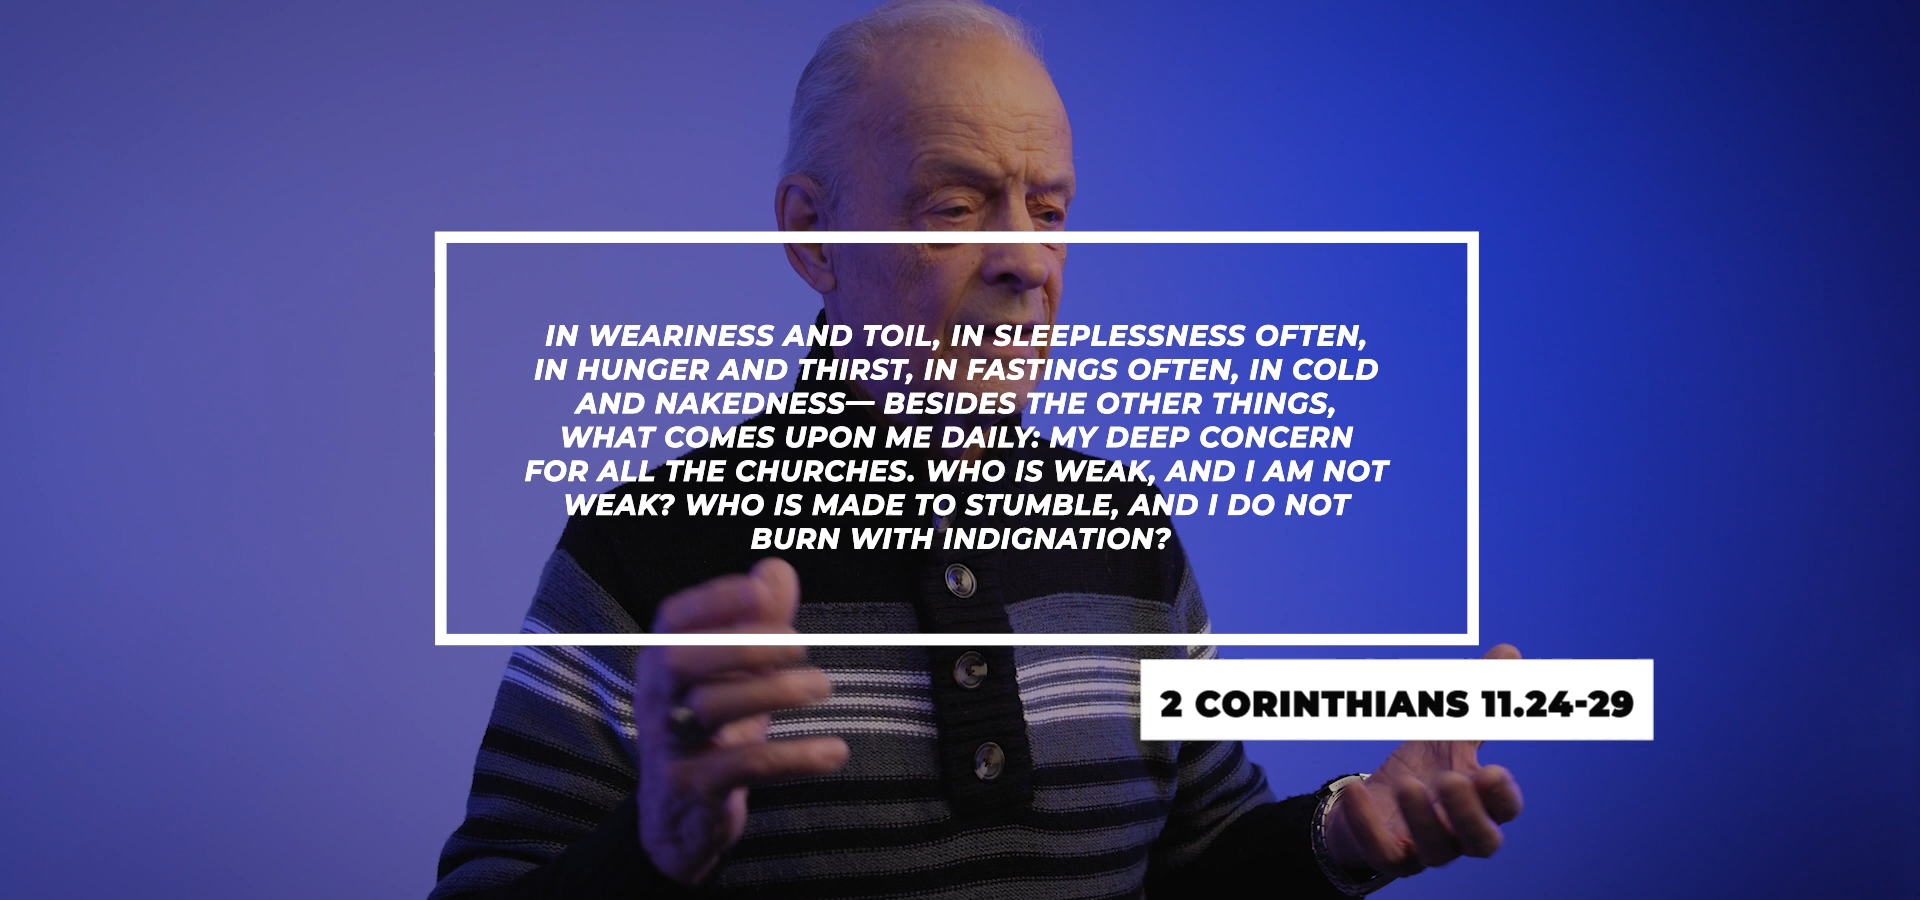 IN WEARINESS AND TOIL, IN SLEEPLESSNESS OFTEN,
IN HUNGER AND THIRST, IN FASTINGS OFTEN, IN COLD
AND NAKEDNESS— BESIDES THE OTHER THINGS,
WHAT COMES UPON ME DAILY: MY DEEP CONCERN
FOR ALL THE CHURCHES. WHO IS WEAK, AND I AM NOT
WEAK? WHO IS MADE TO STUMBLE, AND I DO NOT
BURN WITH INDIGNATION?
2 CORINTHIANS 11.24-29